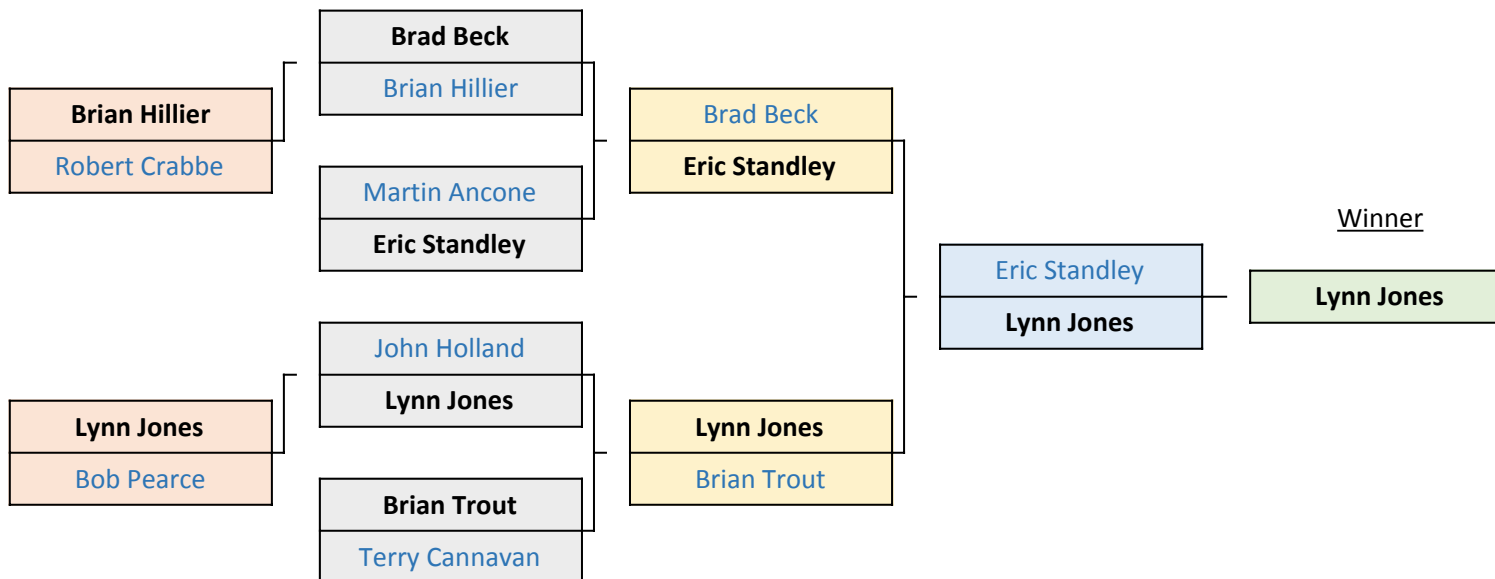 Brian Hillier
Robert Crabbe
Lynn Jones
Bob Pearce
Brad Beck
Brian Hillier
Martin Ancone
Eric Standley
John Holland
Lynn Jones
Brian Trout
Terry Cannavan
Brad Beck
Eric Standley
Lynn Jones
Brian Trout
Eric Standley
Lynn Jones
Winner
Lynn Jones